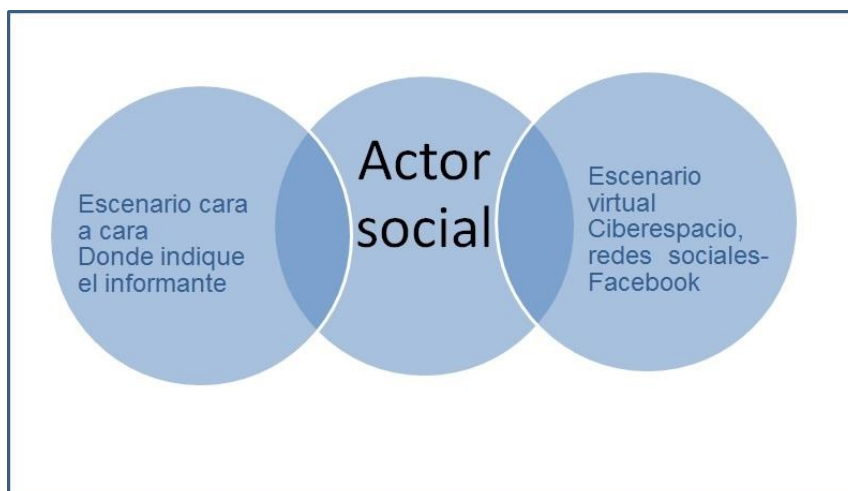 Escenario cara
a cara
Donde indique
el informante
Actor
social
Escenario
virtual
Ciberespacio,
redes sociales-
Facebook